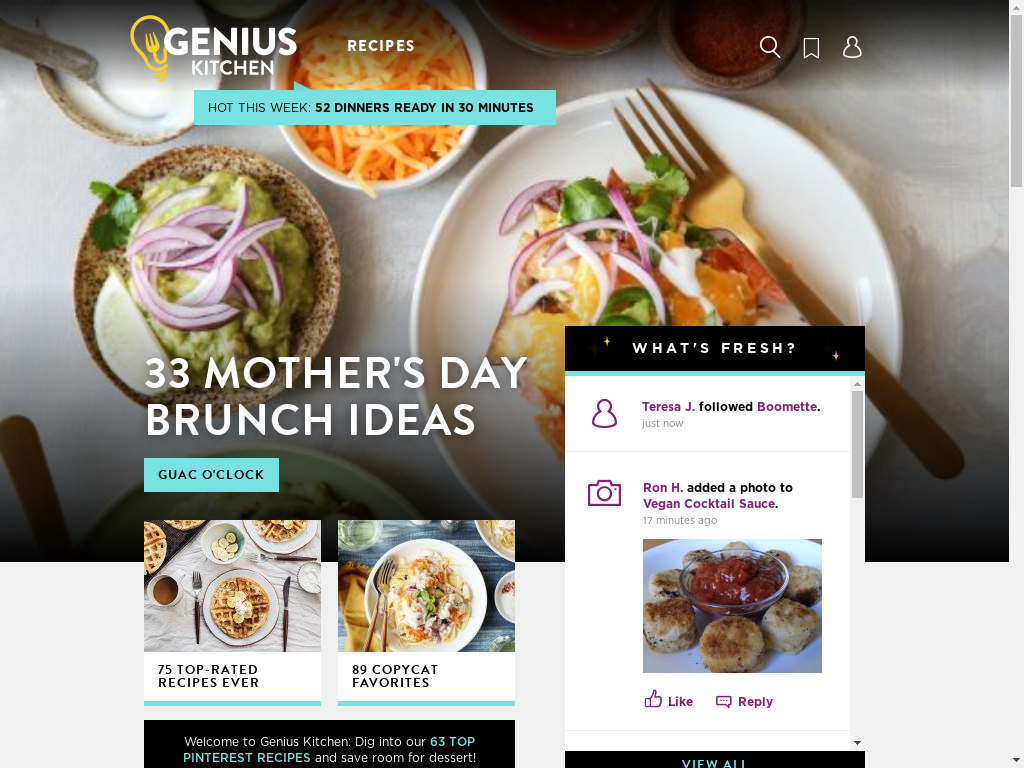 GENIUS
KITCHEN
RECIPES
HOT THIS WEEK: 52 DINNERS READY IN 30 MINUTES
33 MOTHER'S DAY
BRUNCH IDEAS
GUAC O'CLOCK
75 TOP-RATED
RECIPES EVER
89 COPYCAT
FAVORITES
Welcome to Genius Kitchen: Dig into our 63 TOP
PINTEREST RECIPES and save room for dessert!
WHAT'S FRESH?
Teresa J. followed Boomette.
just now
Ron H. added a photo to
Vegan Cocktail Sauce.
17 minutes ago
Like Reply
VIEW ALL